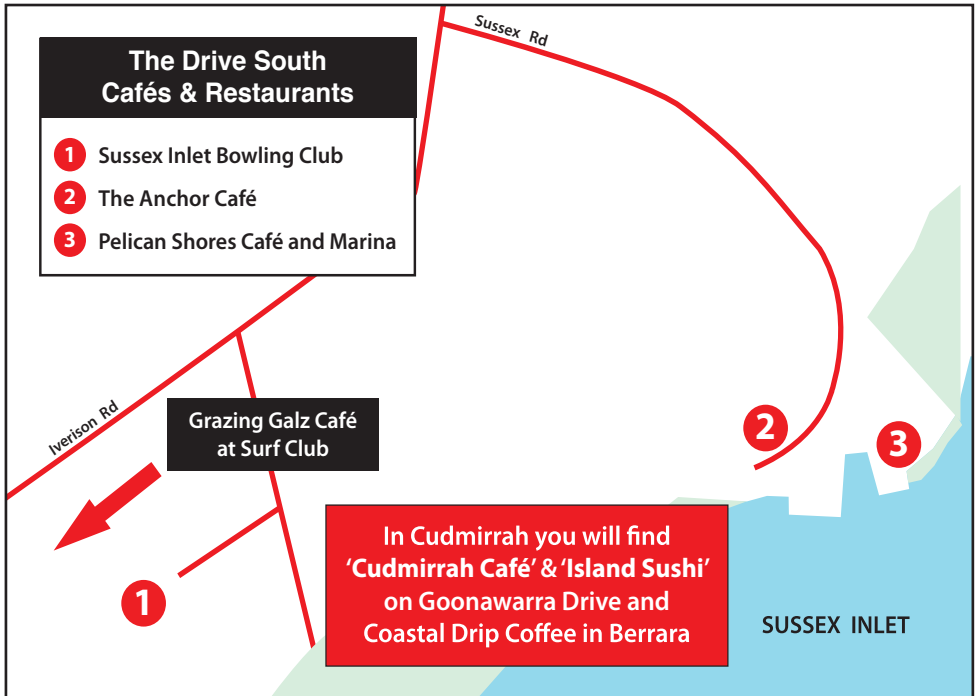 Sussex Rd
The Drive South
Cafés & Restaurants
1 Sussex Inlet Bowling Club
2 The Anchor Café
3 Pelican Shores Café and Marina
Iverison Rd
Grazing Galz Café
at Surf Club
2
3
1
In Cudmirrah you will find
‘Cudmirrah Café’ & ‘Island Sushi’
on Goonawarra Drive and
Coastal Drip Coffee in Berrara
SUSSEX INLET